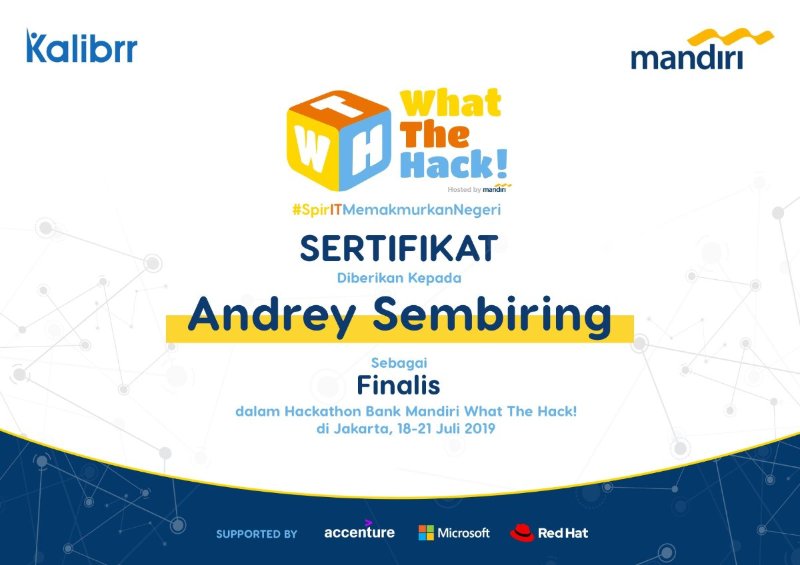 Kalibrr
mandiri
W T H
What
The
Hack!
Hosted by mandiri
#SpirITMemakmurkanNegeri
SERTIFIKAT
Diberikan Kepada
Andrey Sembiring
Sebagai
Finalis
dalam Hackathon Bank Mandiri What The Hack!
di Jakarta, 18-21 Juli 2019
SUPPORTED BY accenture Microsoft Red Hat